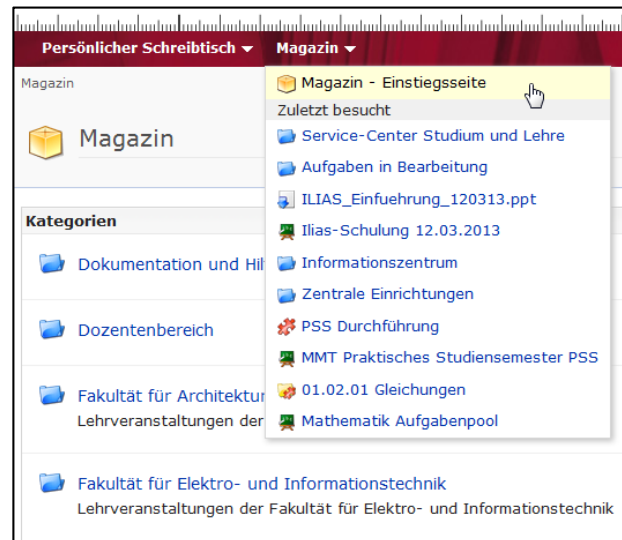 Persönlicher Schreibtisch Magazin
Magazin
Magazin - Einstiegsseite
Zuletzt besucht
Service-Center Studium und Lehre
Aufgaben in Bearbeitung
ILIAS_Einfuehrung_120313.ppt
Ilias-Schulung 12.03.2013
Informationszentrum
Zentrale Einrichtungen
PSS Durchführung
MMT Praktisches Studiensemester PSS
01.02.01 Gleichungen
Mathematik Aufgabenpool
Magazin
Kategorien
Dokumentation und Hil
Dozentenbereich
Fakultät für Architektur
Lehrveranstaltungen der
Fakultät für Elektro- und Informationstechnik
Lehrveranstaltungen der Fakultät für Elektro- und Informationstechnik